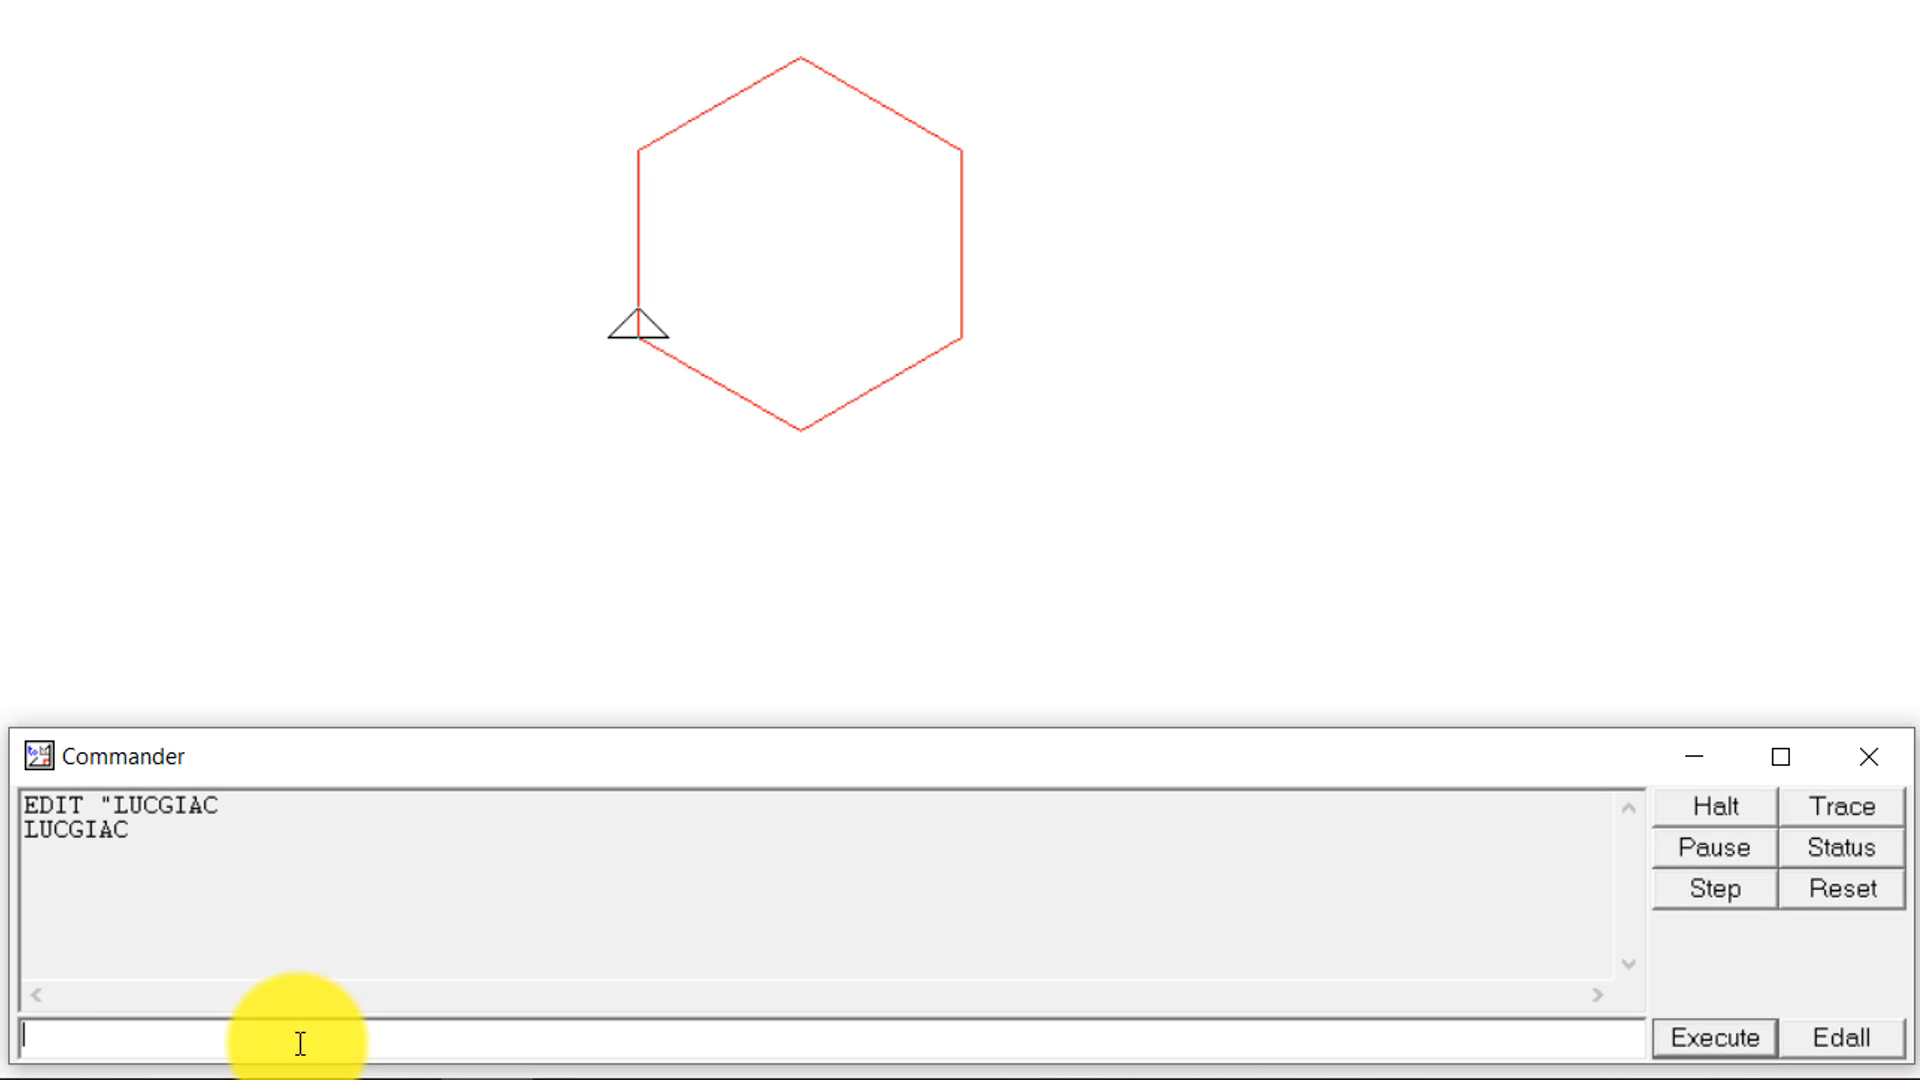 Commander
EDIT "LUCGIAC
LUCGIAC
Halt
Trace
Pause
Status
Step
Reset
Execute
Edall